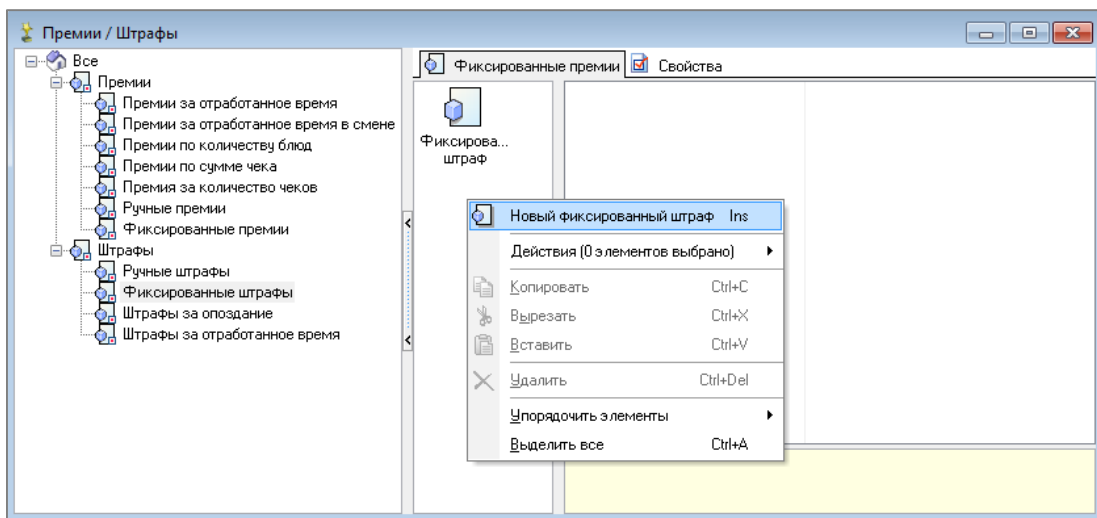 Премии / Штрафы
Все
Премии
Премии за отработанное время
Премии за отработанное время в смене
Премии по количеству блюд
Премии по сумме чека
Премия за количество чеков
Ручные премии
Фиксированные премии
Штрафы
Ручные штрафы
Фиксированные штрафы
Штрафы за опоздание
Штрафы за отработанное время
Фиксированные премии Свойства
Фиксирова...
штраф
Новый фиксированный штраф Ins
Действия (0 элементов выбрано)
Копировать Ctrl+C
Вырезать Ctrl+X
Вставить Ctrl+V
Удалить Ctrl+Del
Упорядочить элементы
Выделить все Ctrl+A